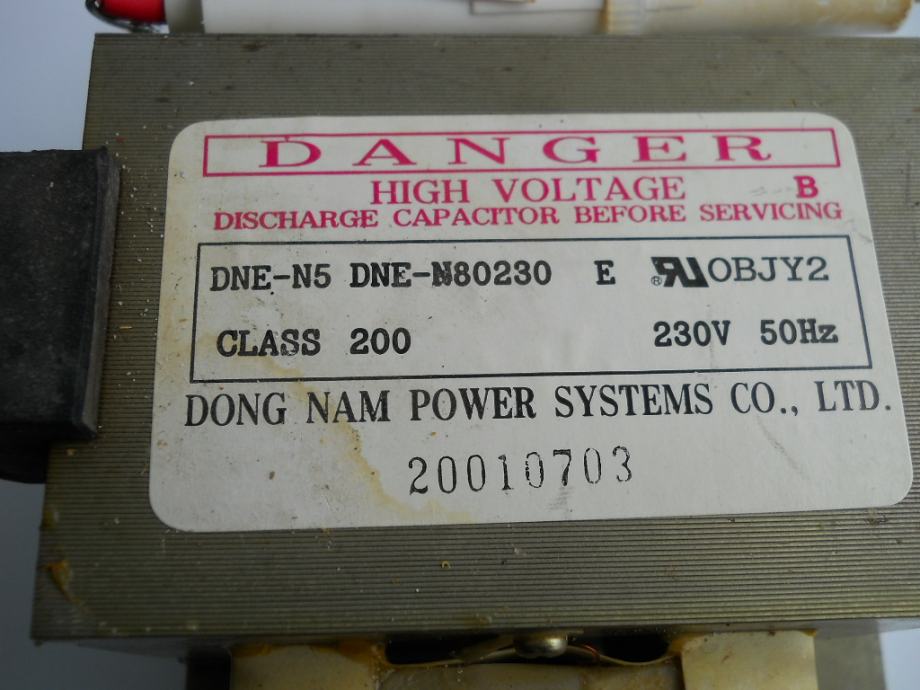 DANGER
HIGH VOLTAGE B
DISCHARGE CAPACITOR BEFORE SERVICING
DNE-N5 DNE-N80230 E ® OBJY2
CLASS 200 230V 50Hz
DONG NAM POWER SYSTEMS CO., LTD.
20010703